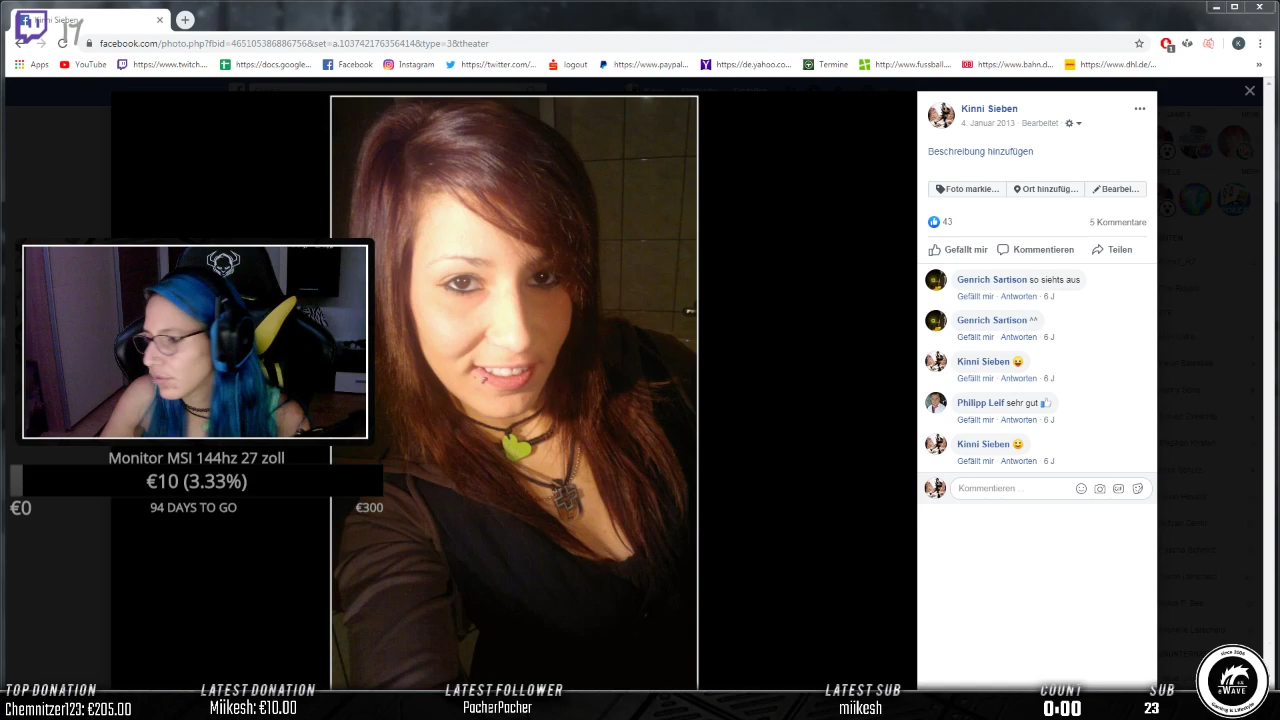 Kinni Sieben
17
facebook.com/photo.php?fbid=465105386886756&set=a.103742176356414&type=3&theater
Apps YouTube https://www.twitch.... https://docs.google... Facebook Instagram https://twitter.com/... logout https://www.paypal... https://de.yahoo.co... Termine http://www.fussball.... https://www.bahn.d... https://www.dhl.de/...
Kinni Sieben
4. Januar 2013 · Bearbeitet ·
Beschreibung hinzufügen
Foto markie... Ort hinzufüg... Bearbei...
43 5 Kommentare
Gefällt mir Kommentieren Teilen
Genrich Sartison so siehts aus
Gefällt mir · Antworten · 6 J
Genrich Sartison ^^
Gefällt mir · Antworten · 6 J
Kinni Sieben 😝
Gefällt mir · Antworten · 6 J
Philipp Leif sehr gut 👍
Gefällt mir · Antworten · 6 J
Kinni Sieben 😃
Gefällt mir · Antworten · 6 J
Kommentieren ...
Monitor MSI 144hz 27 zoll
€10 (3.33%)
€0 94 DAYS TO GO €300
TOP DONATION
Chemnitzer123: €205.00
LATEST DONATION
Miikesh: €10.00
LATEST FOLLOWER
PacherPacher
LATEST SUB
miikesh
COUNT
0:00
SUB
23
eWAVE